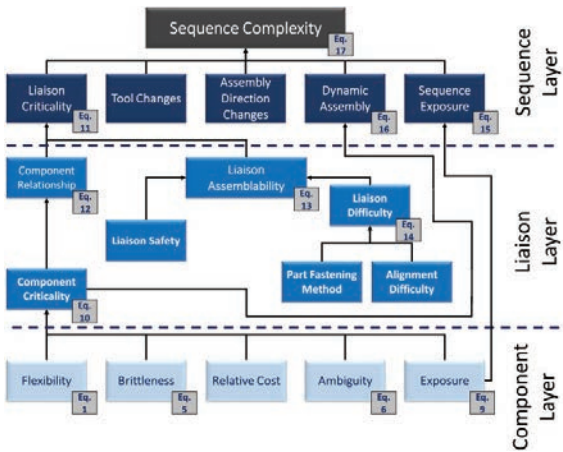 Sequence Complexity
Eq.
17
Liaison
Criticality
Eq.
11
Tool Changes
Assembly
Direction
Changes
Dynamic
Assembly
Eq.
16
Sequence
Exposure
Eq.
15
Sequence
Layer
Component
Relationship
Eq.
12
Liaison
Assemblability
Eq.
13
Liaison Safety
Liaison
Difficulty
Eq.
14
Part Fastening
Method
Alignment
Difficulty
Component
Criticality
Eq.
10
Liaison
Layer
Flexibility
Eq.
1
Brittleness
Eq.
5
Relative Cost
Ambiguity
Eq.
6
Exposure
Eq.
9
Component
Layer